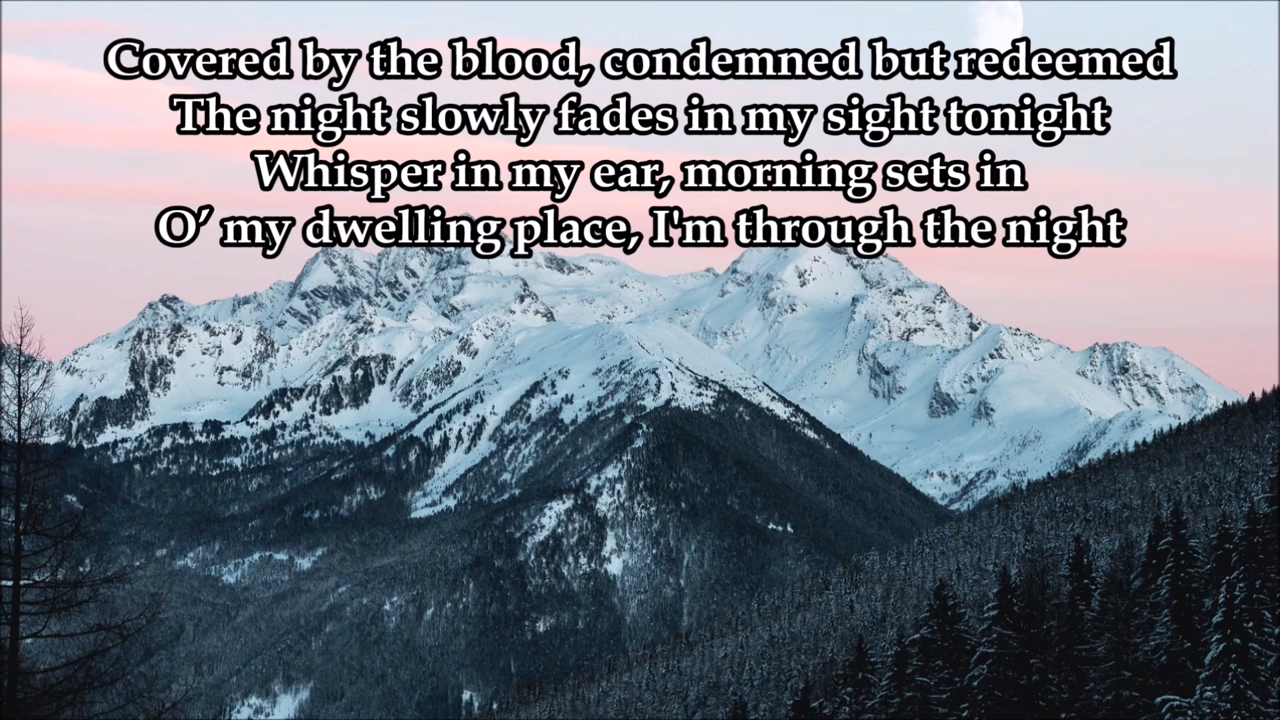 Covered by the blood, condemned but redeemed
The night slowly fades in my sight tonight
Whisper in my ear, morning sets in
O’ my dwelling place, I'm through the night